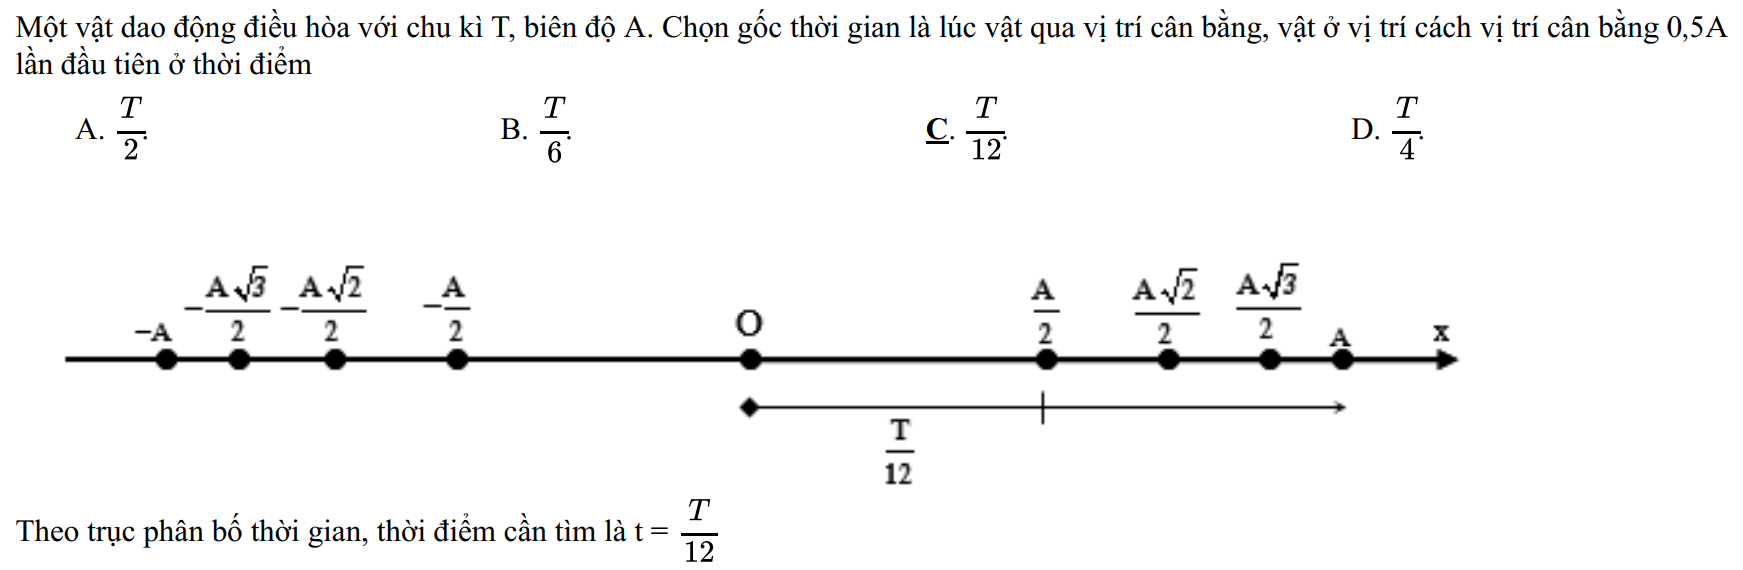 Một vật dao động điều hòa với chu kì T, biên độ A. Chọn gốc thời gian là lúc vật qua vị trí cân bằng, vật ở vị trí cách vị trí cân bằng 0,5A
lần đầu tiên ở thời điểm
A. $\frac{T}{2}$. B. $\frac{T}{6}$. C. $\frac{T}{12}$. D. $\frac{T}{4}$.
−A $-\frac{A\sqrt{3}}{2}$ $-\frac{A\sqrt{2}}{2}$ $-\frac{A}{2}$ O $\frac{A}{2}$ $\frac{A\sqrt{2}}{2}$ $\frac{A\sqrt{3}}{2}$ A x
$\frac{T}{12}$
Theo trục phân bố thời gian, thời điểm cần tìm là t = $\frac{T}{12}$